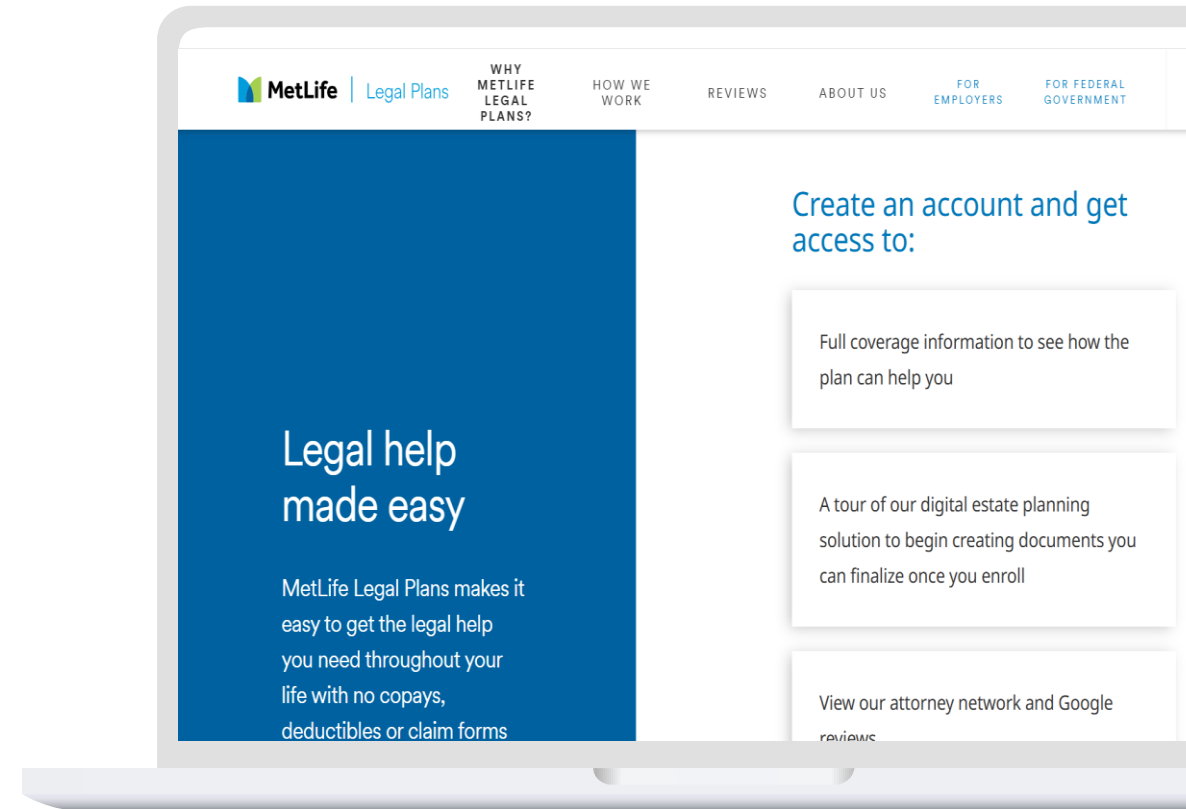 MetLife | Legal Plans
WHY
METLIFE
LEGAL
PLANS?
HOW WE
WORK
REVIEWS
ABOUT US
FOR
EMPLOYERS
FOR FEDERAL
GOVERNMENT
Legal help
made easy
MetLife Legal Plans makes it
easy to get the legal help
you need throughout your
life with no copays,
deductibles or claim forms
Create an account and get
access to:
Full coverage information to see how the
plan can help you
A tour of our digital estate planning
solution to begin creating documents you
can finalize once you enroll
View our attorney network and Google
reviews